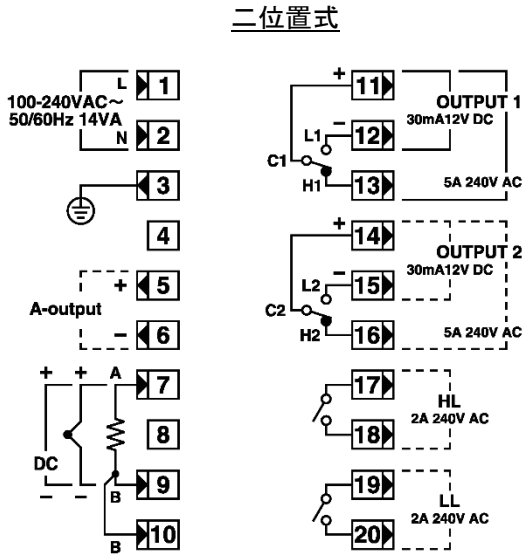 二位置式
L
100-240VAC～
50/60Hz 14VA
N
1
2
3
4
A-output
+
5
−
6
+ + A
7
8
DC
− − B
9
B
10
+
11
OUTPUT 1
30mA12V DC
−
L1
12
C1
H1
13
5A 240V AC
+
14
OUTPUT 2
30mA12V DC
−
L2
15
C2
H2
16
5A 240V AC
17
HL
2A 240V AC
18
19
LL
2A 240V AC
20